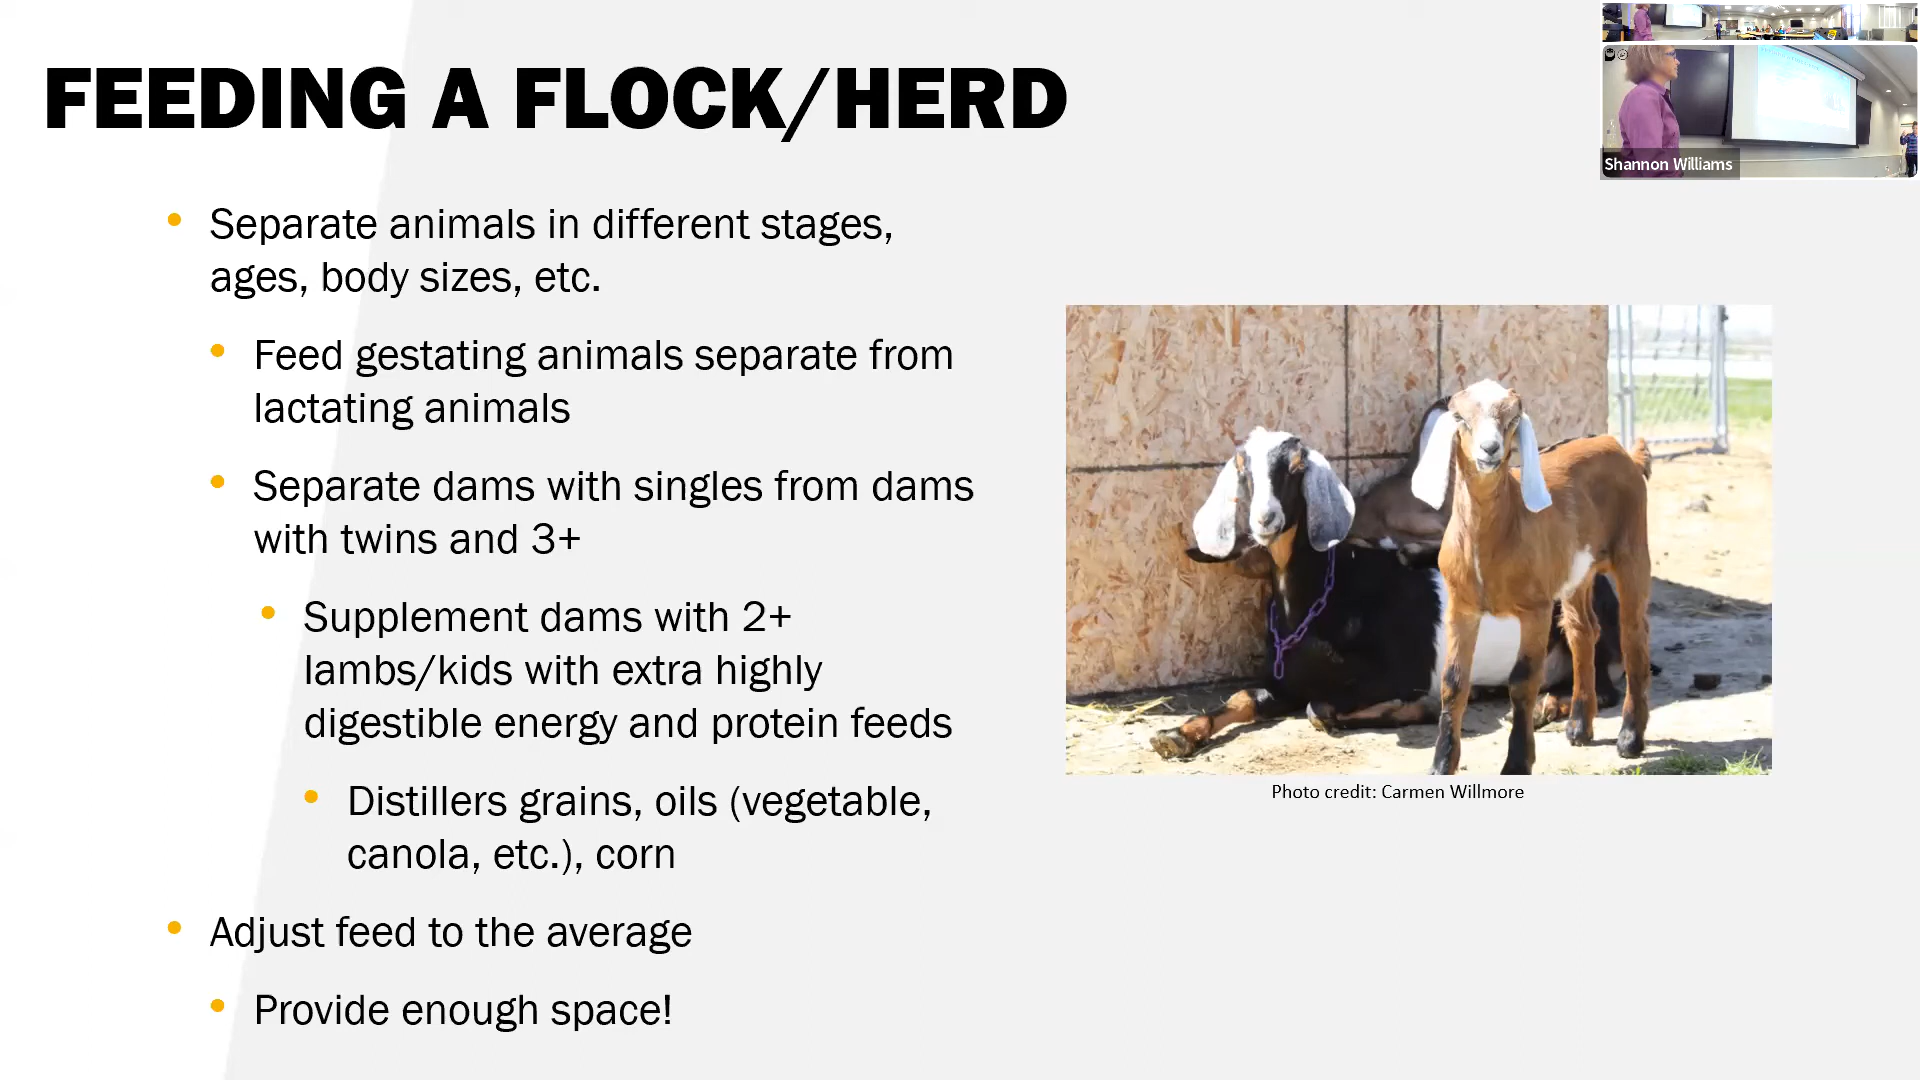 FEEDING A FLOCK/HERD
Shannon Williams
• Separate animals in different stages,
ages, body sizes, etc.
• Feed gestating animals separate from
lactating animals
• Separate dams with singles from dams
with twins and 3+
• Supplement dams with 2+
lambs/kids with extra highly
digestible energy and protein feeds
• Distillers grains, oils (vegetable,
canola, etc.), corn
• Adjust feed to the average
• Provide enough space!
Photo credit: Carmen Willmore